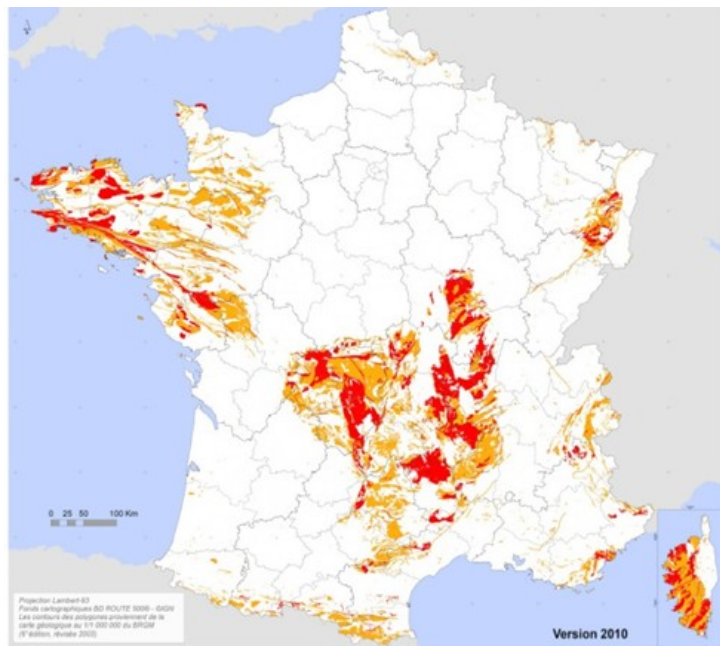 0 25 50 100 Km
Projection Lambert-93
Fonds cartographiques BD ROUTE 500® - ©IGN
Les contours des polygones proviennent de la
carte géologique au 1/1 000 000 du BRGM
(6° édition, révisée 2003)
Version 2010